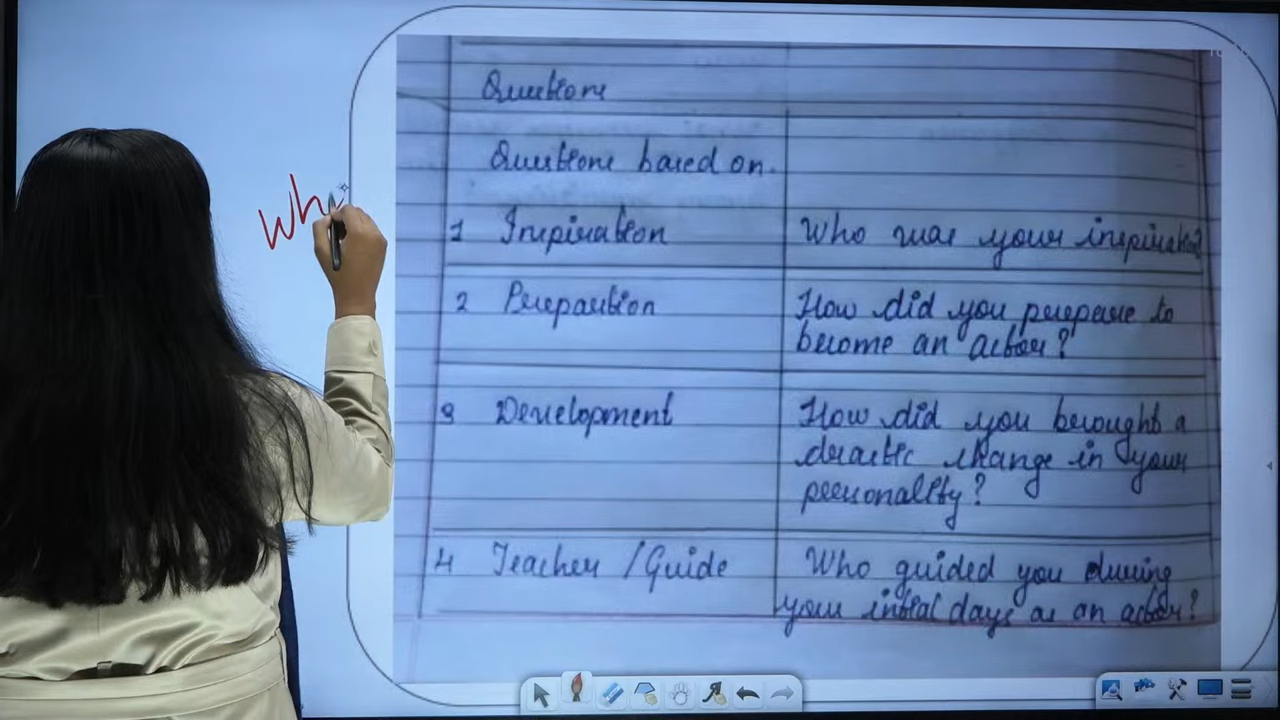 Wh
Questions
Questions based on.
1 Inspiration Who was your inspiration?
2 Preparation How did you prepare to
become an actor?
3 Development How did you brought a
drastic change in your
personality?
4 Teacher / Guide Who guided you during
your initial days as an actor?